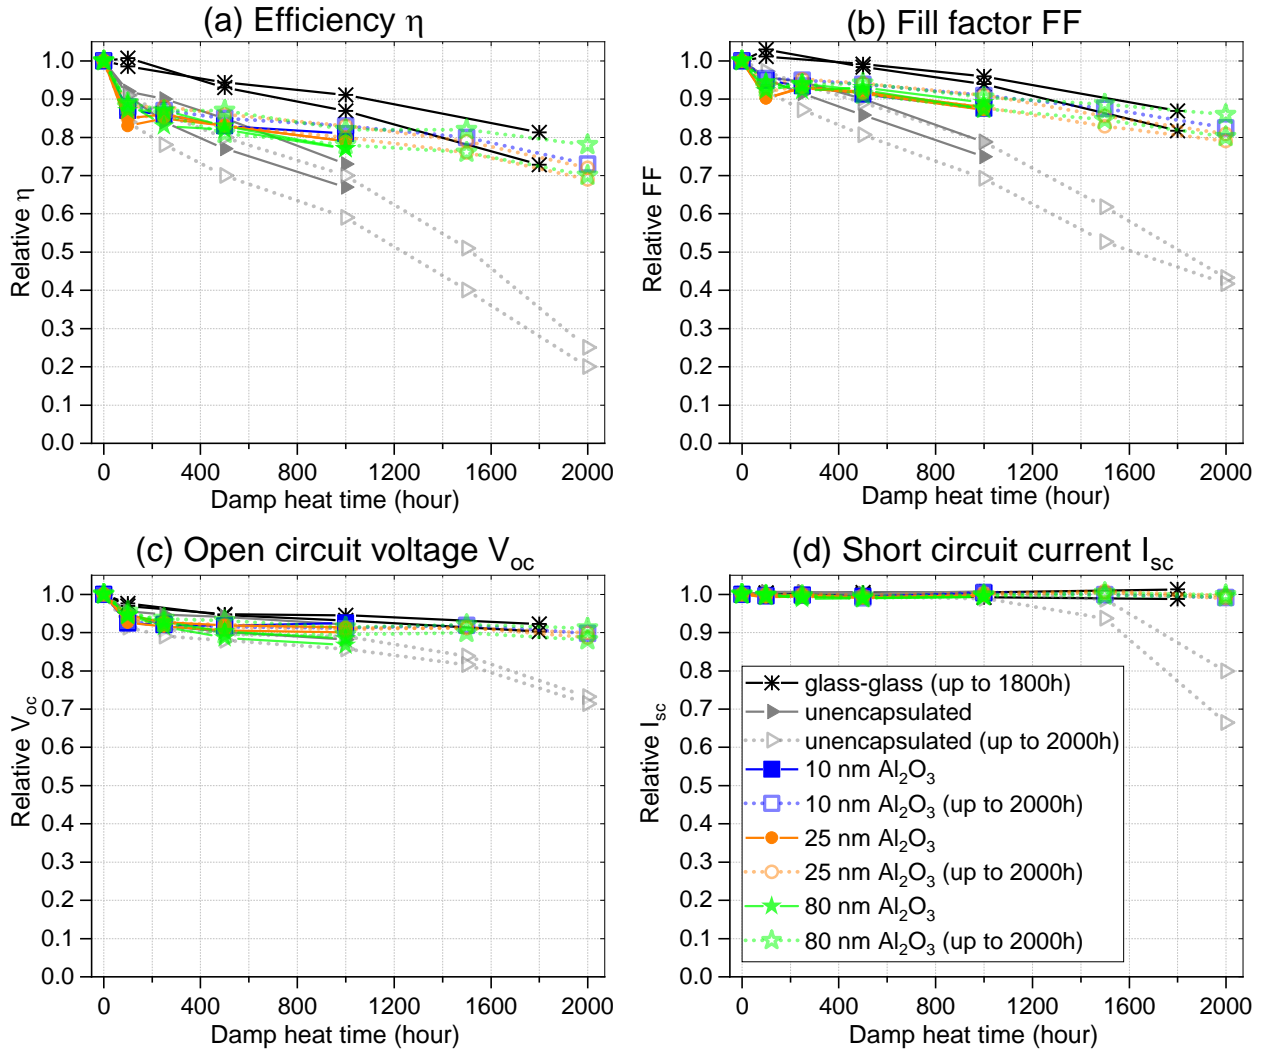 (a) Efficiency η
1.0
0.9
0.8
0.7
0.6
0.5
0.4
0.3
0.2
0.1
0.0
Relative η
0 400 800 1200 1600 2000
Damp heat time (hour)
(b) Fill factor FF
1.0
0.9
0.8
0.7
0.6
0.5
0.4
0.3
0.2
0.1
0.0
Relative FF
0 400 800 1200 1600 2000
Damp heat time (hour)
(c) Open circuit voltage Voc
1.0
0.9
0.8
0.7
0.6
0.5
0.4
0.3
0.2
0.1
0.0
Relative Voc
0 400 800 1200 1600 2000
Damp heat time (hour)
(d) Short circuit current Isc
1.0
0.9
0.8
0.7
0.6
0.5
0.4
0.3
0.2
0.1
0.0
Relative Isc
glass-glass (up to 1800h)
unencapsulated
unencapsulated (up to 2000h)
10 nm Al₂O₃
10 nm Al₂O₃ (up to 2000h)
25 nm Al₂O₃
25 nm Al₂O₃ (up to 2000h)
80 nm Al₂O₃
80 nm Al₂O₃ (up to 2000h)
0 400 800 1200 1600 2000
Damp heat time (hour)